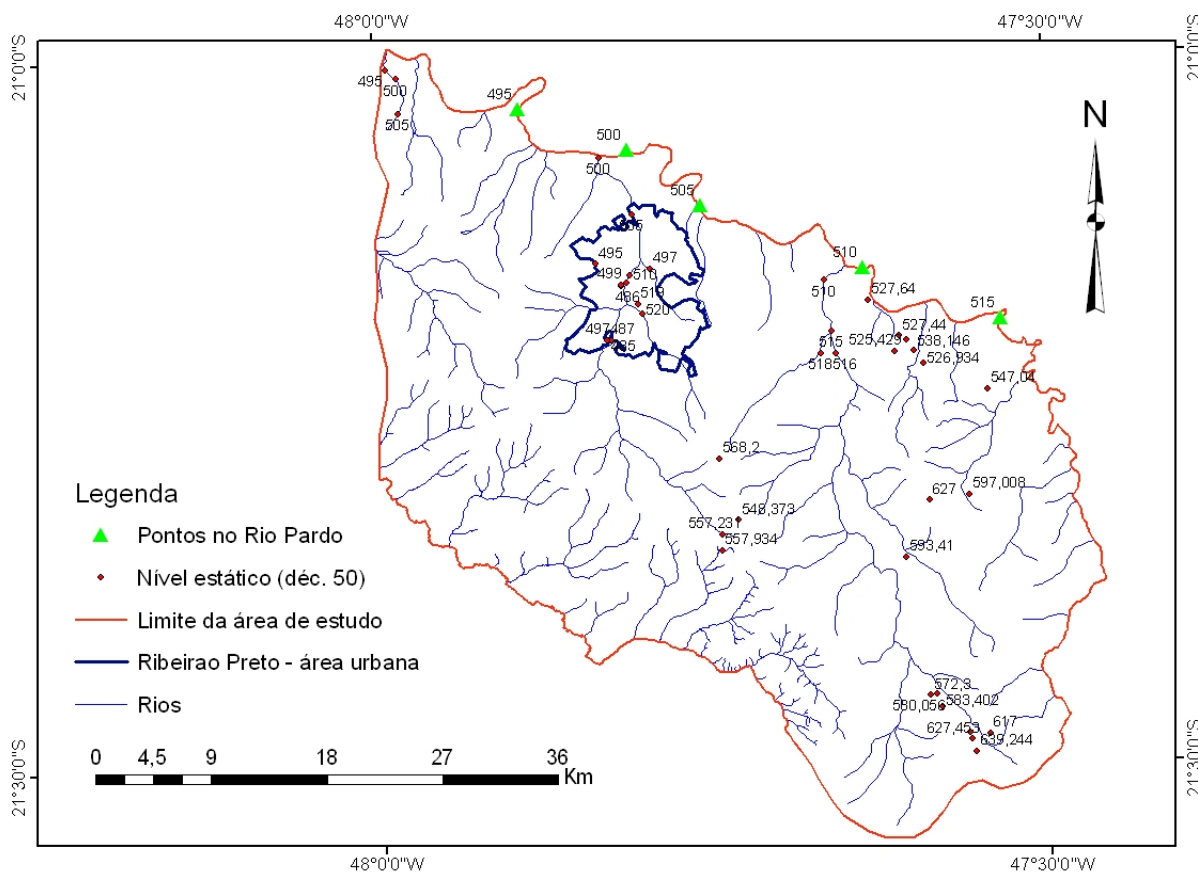 48°0'0"W
47°30'0"W
21°0'0"S
21°0'0"S
495
500
505
495
500
500
505
N
495
497
499
510
486
519
520
497
487
510
510
527,64
515
527,44
525,429
538,146
526,934
515
518
516
547,04
568,2
627
597,008
546,373
557,23
557,934
593,41
572,3
583,402
580,056
627,453
617
639,244
Legenda
Pontos no Rio Pardo
Nível estático (déc. 50)
Limite da área de estudo
Ribeirao Preto - área urbana
Rios
0 4,5 9 18 27 36
Km
21°30'0"S
21°30'0"S
48°0'0"W
47°30'0"W